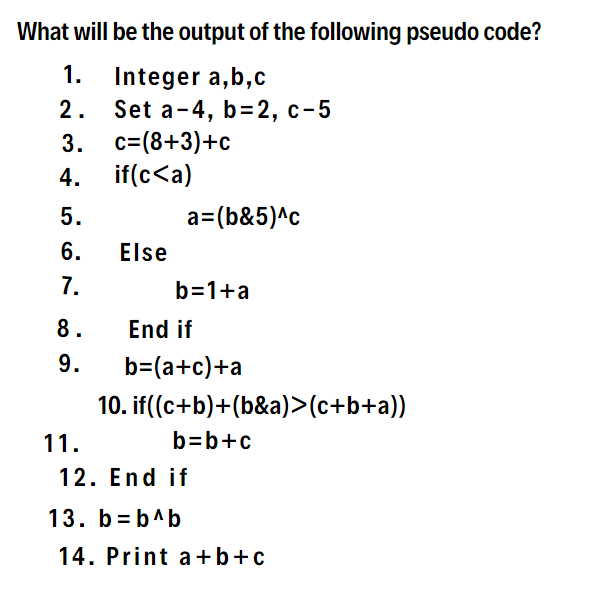 What will be the output of the following pseudo code?
1. Integer a,b,c
2. Set a-4, b=2, c-5
3. c=(8+3)+c
4. if(c<a)
5. a=(b&5)^c
6. Else
7. b=1+a
8. End if
9. b=(a+c)+a
10. if((c+b)+(b&a)>(c+b+a))
11. b=b+c
12. End if
13. b=b^b
14. Print a+b+c